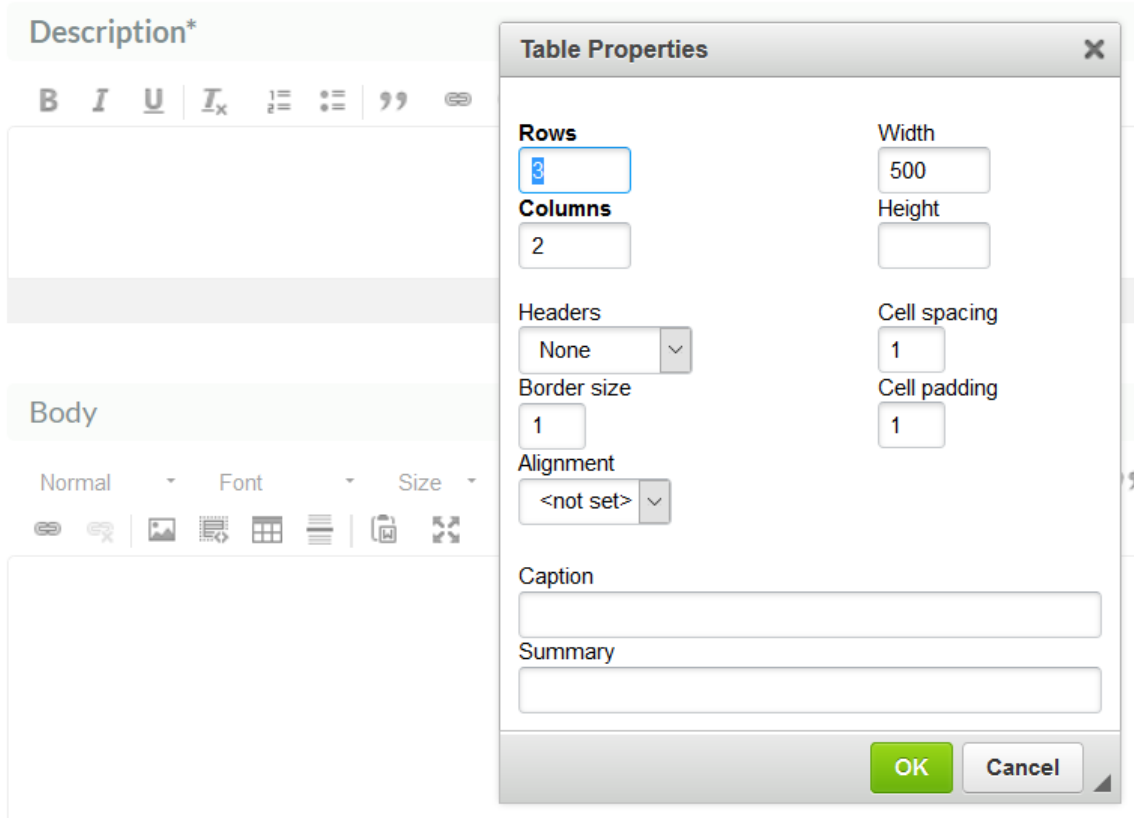 Description*
Table Properties
B I U Tx
Rows
Width
3
500
Columns
Height
2
Headers
Cell spacing
None
1
Border size
Cell padding
1
1
Alignment
<not set>
Body
Normal Font Size
Caption
Summary
OK Cancel